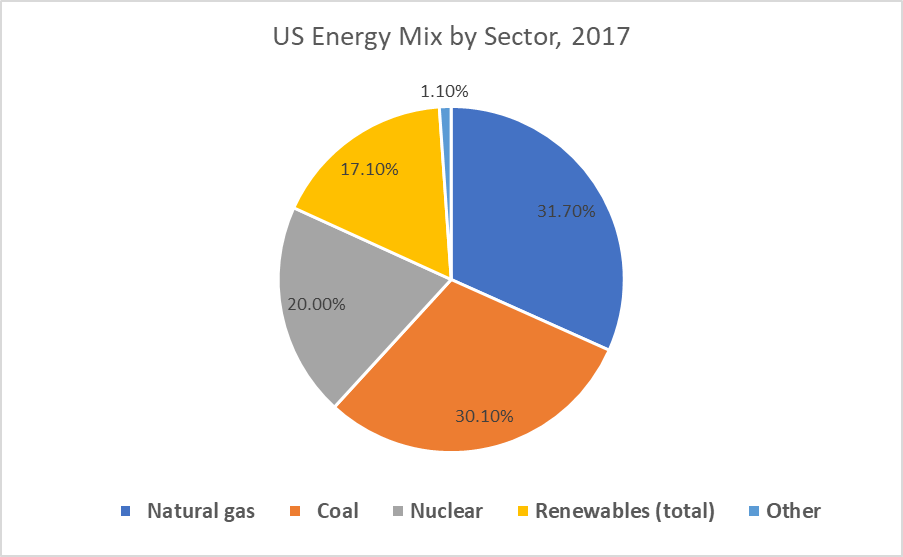 US Energy Mix by Sector, 2017
1.10%
17.10%
31.70%
20.00%
30.10%
Natural gas Coal Nuclear Renewables (total) Other